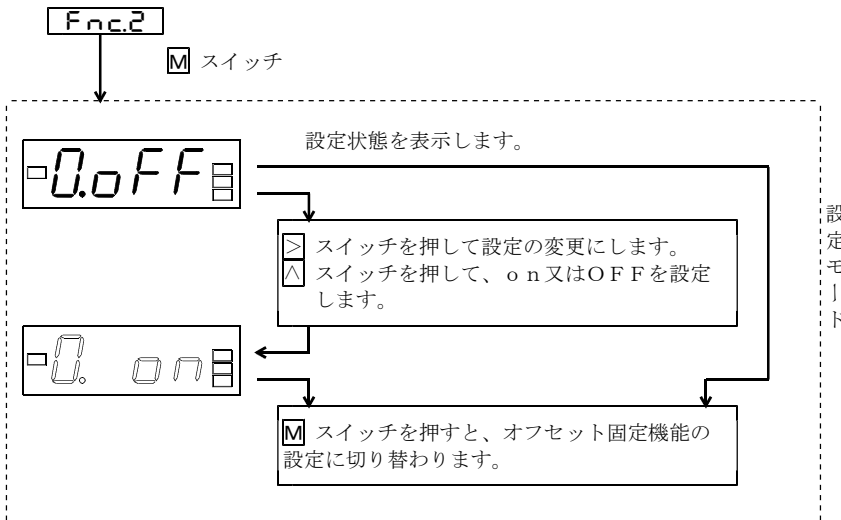 Fnc.2
M スイッチ
設定状態を表示します。
0.oFF
> スイッチを押して設定の変更にします。
∧ スイッチを押して、on又はOFFを設定
します。
0. on
M スイッチを押すと、オフセット固定機能の
設定に切り替わります。
設定モード